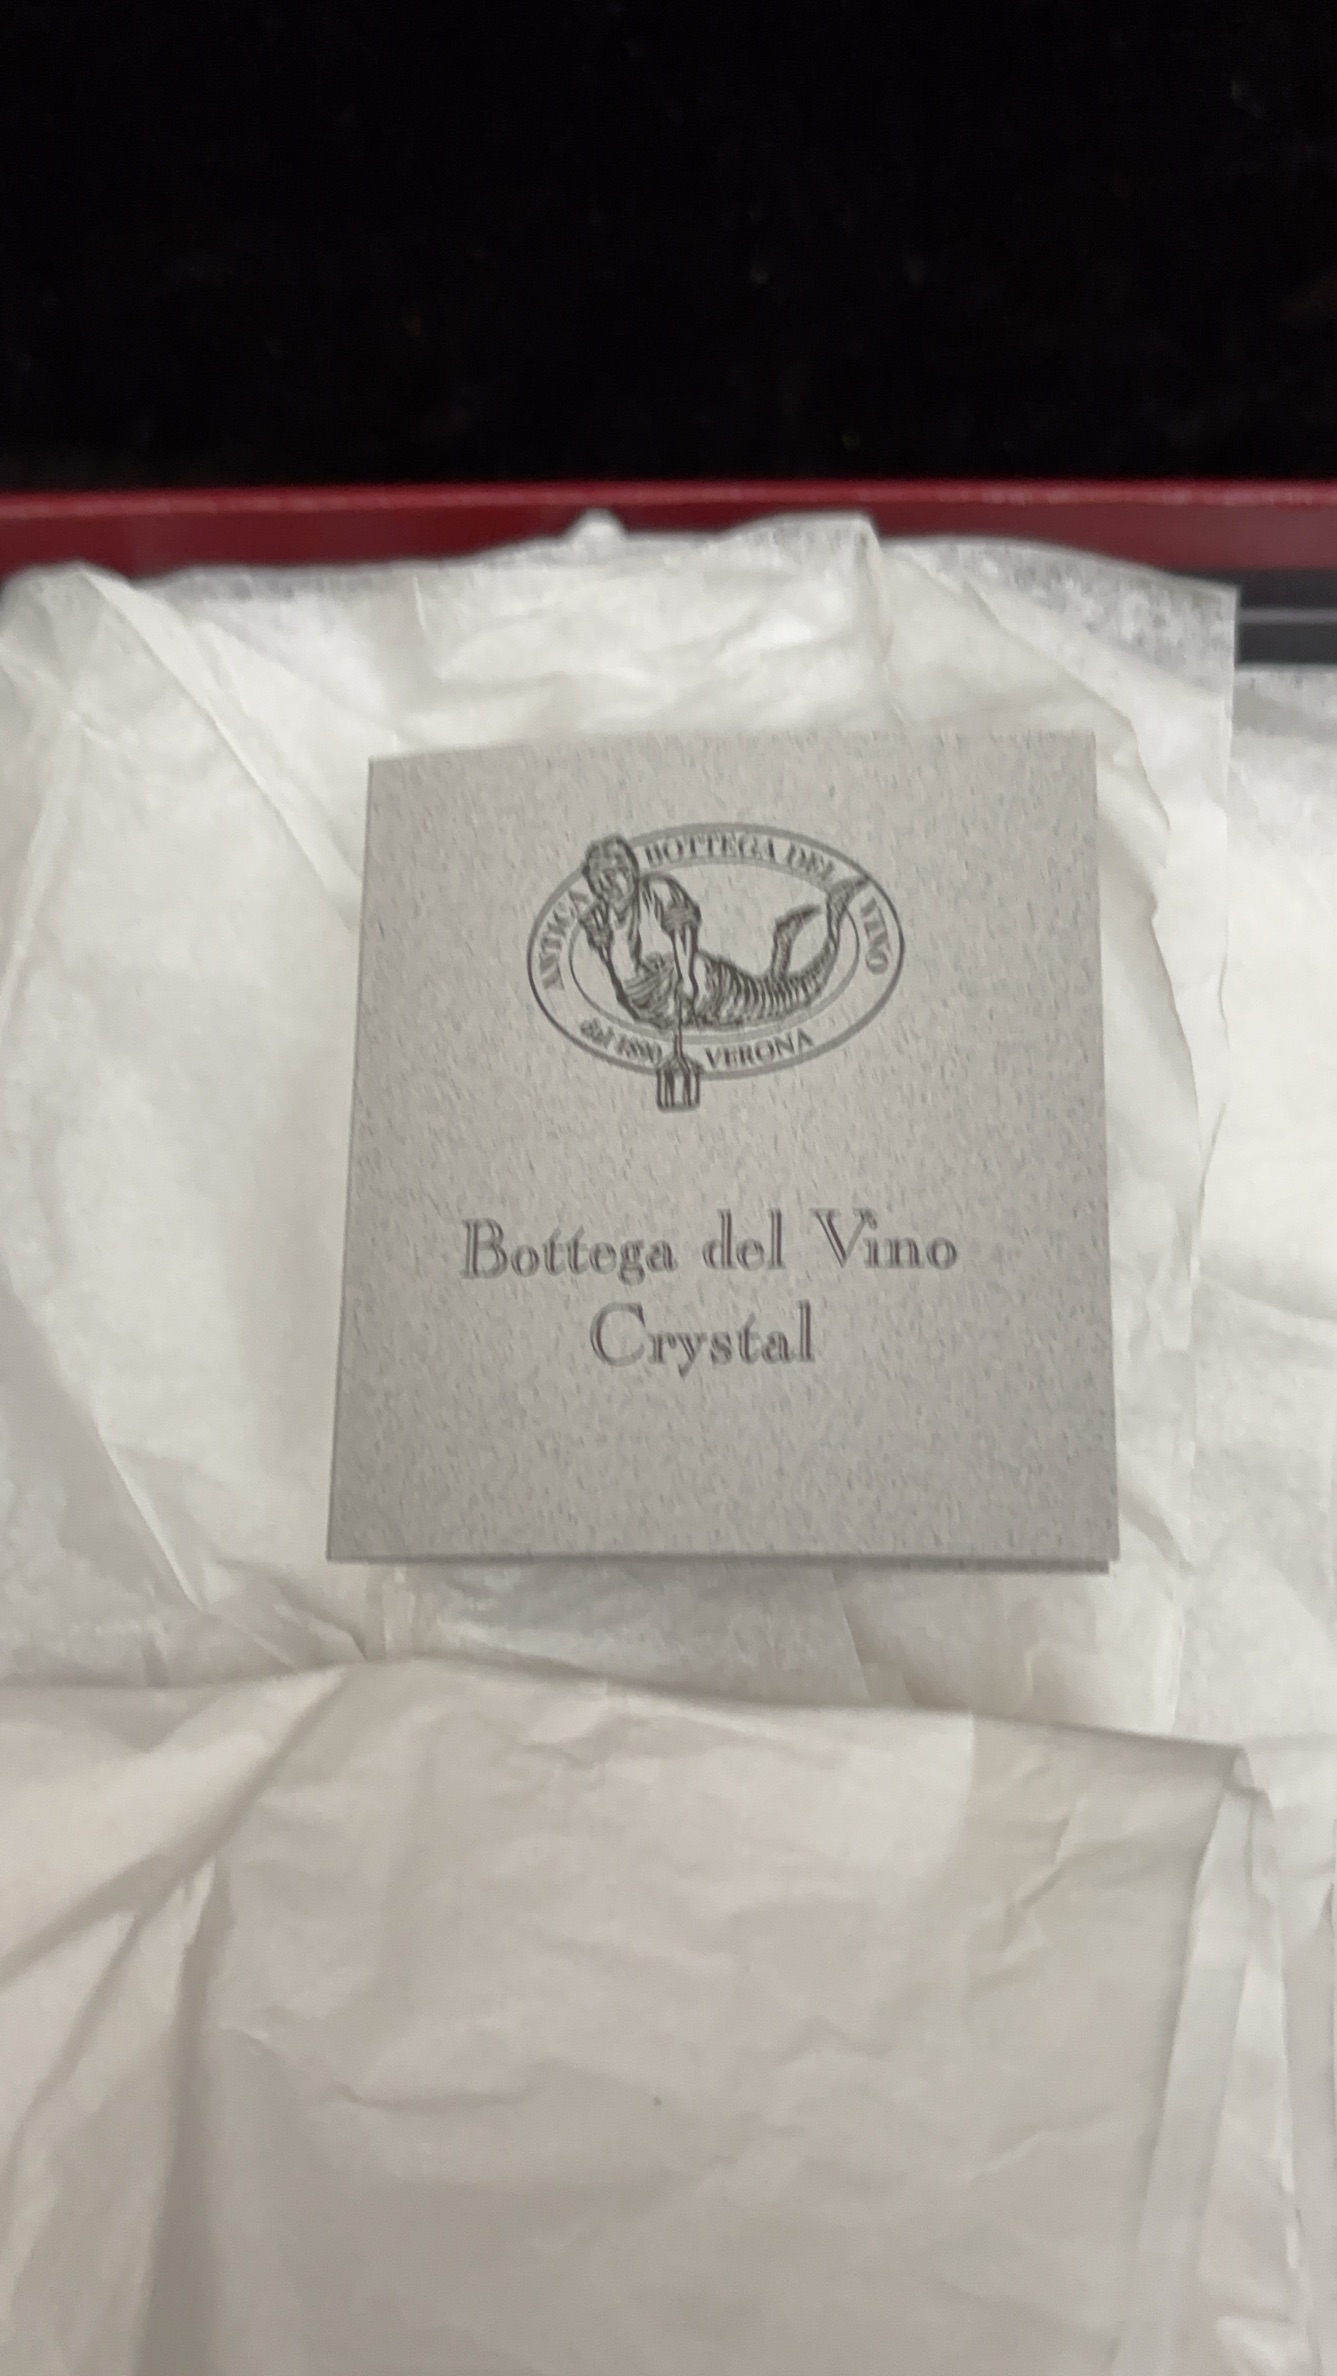 ANTICA BOTTEGA DEL VINO
dal 1890 VERONA
Bottega del Vino
Crystal